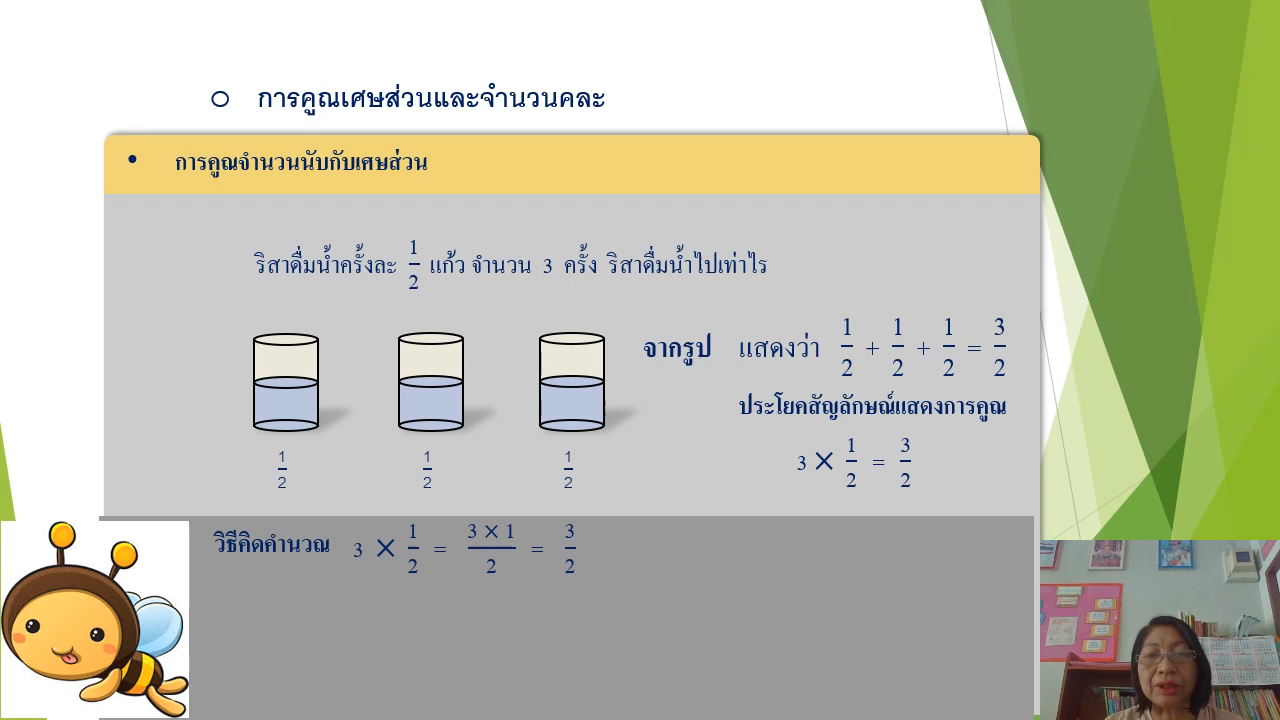 o การคูณเศษส่วนและจำนวนคละ
• การคูณจำนวนนับกับเศษส่วน
ริสาดื่มน้ำครั้งละ 1/2 แก้ว จำนวน 3 ครั้ง ริสาดื่มน้ำไปเท่าไร
จากรูป แสดงว่า 1/2 + 1/2 + 1/2 = 3/2
ประโยคสัญลักษณ์แสดงการคูณ
3 × 1/2 = 3/2
1/2 1/2 1/2
วิธีคิดคำนวณ 3 × 1/2 = (3 × 1)/2 = 3/2